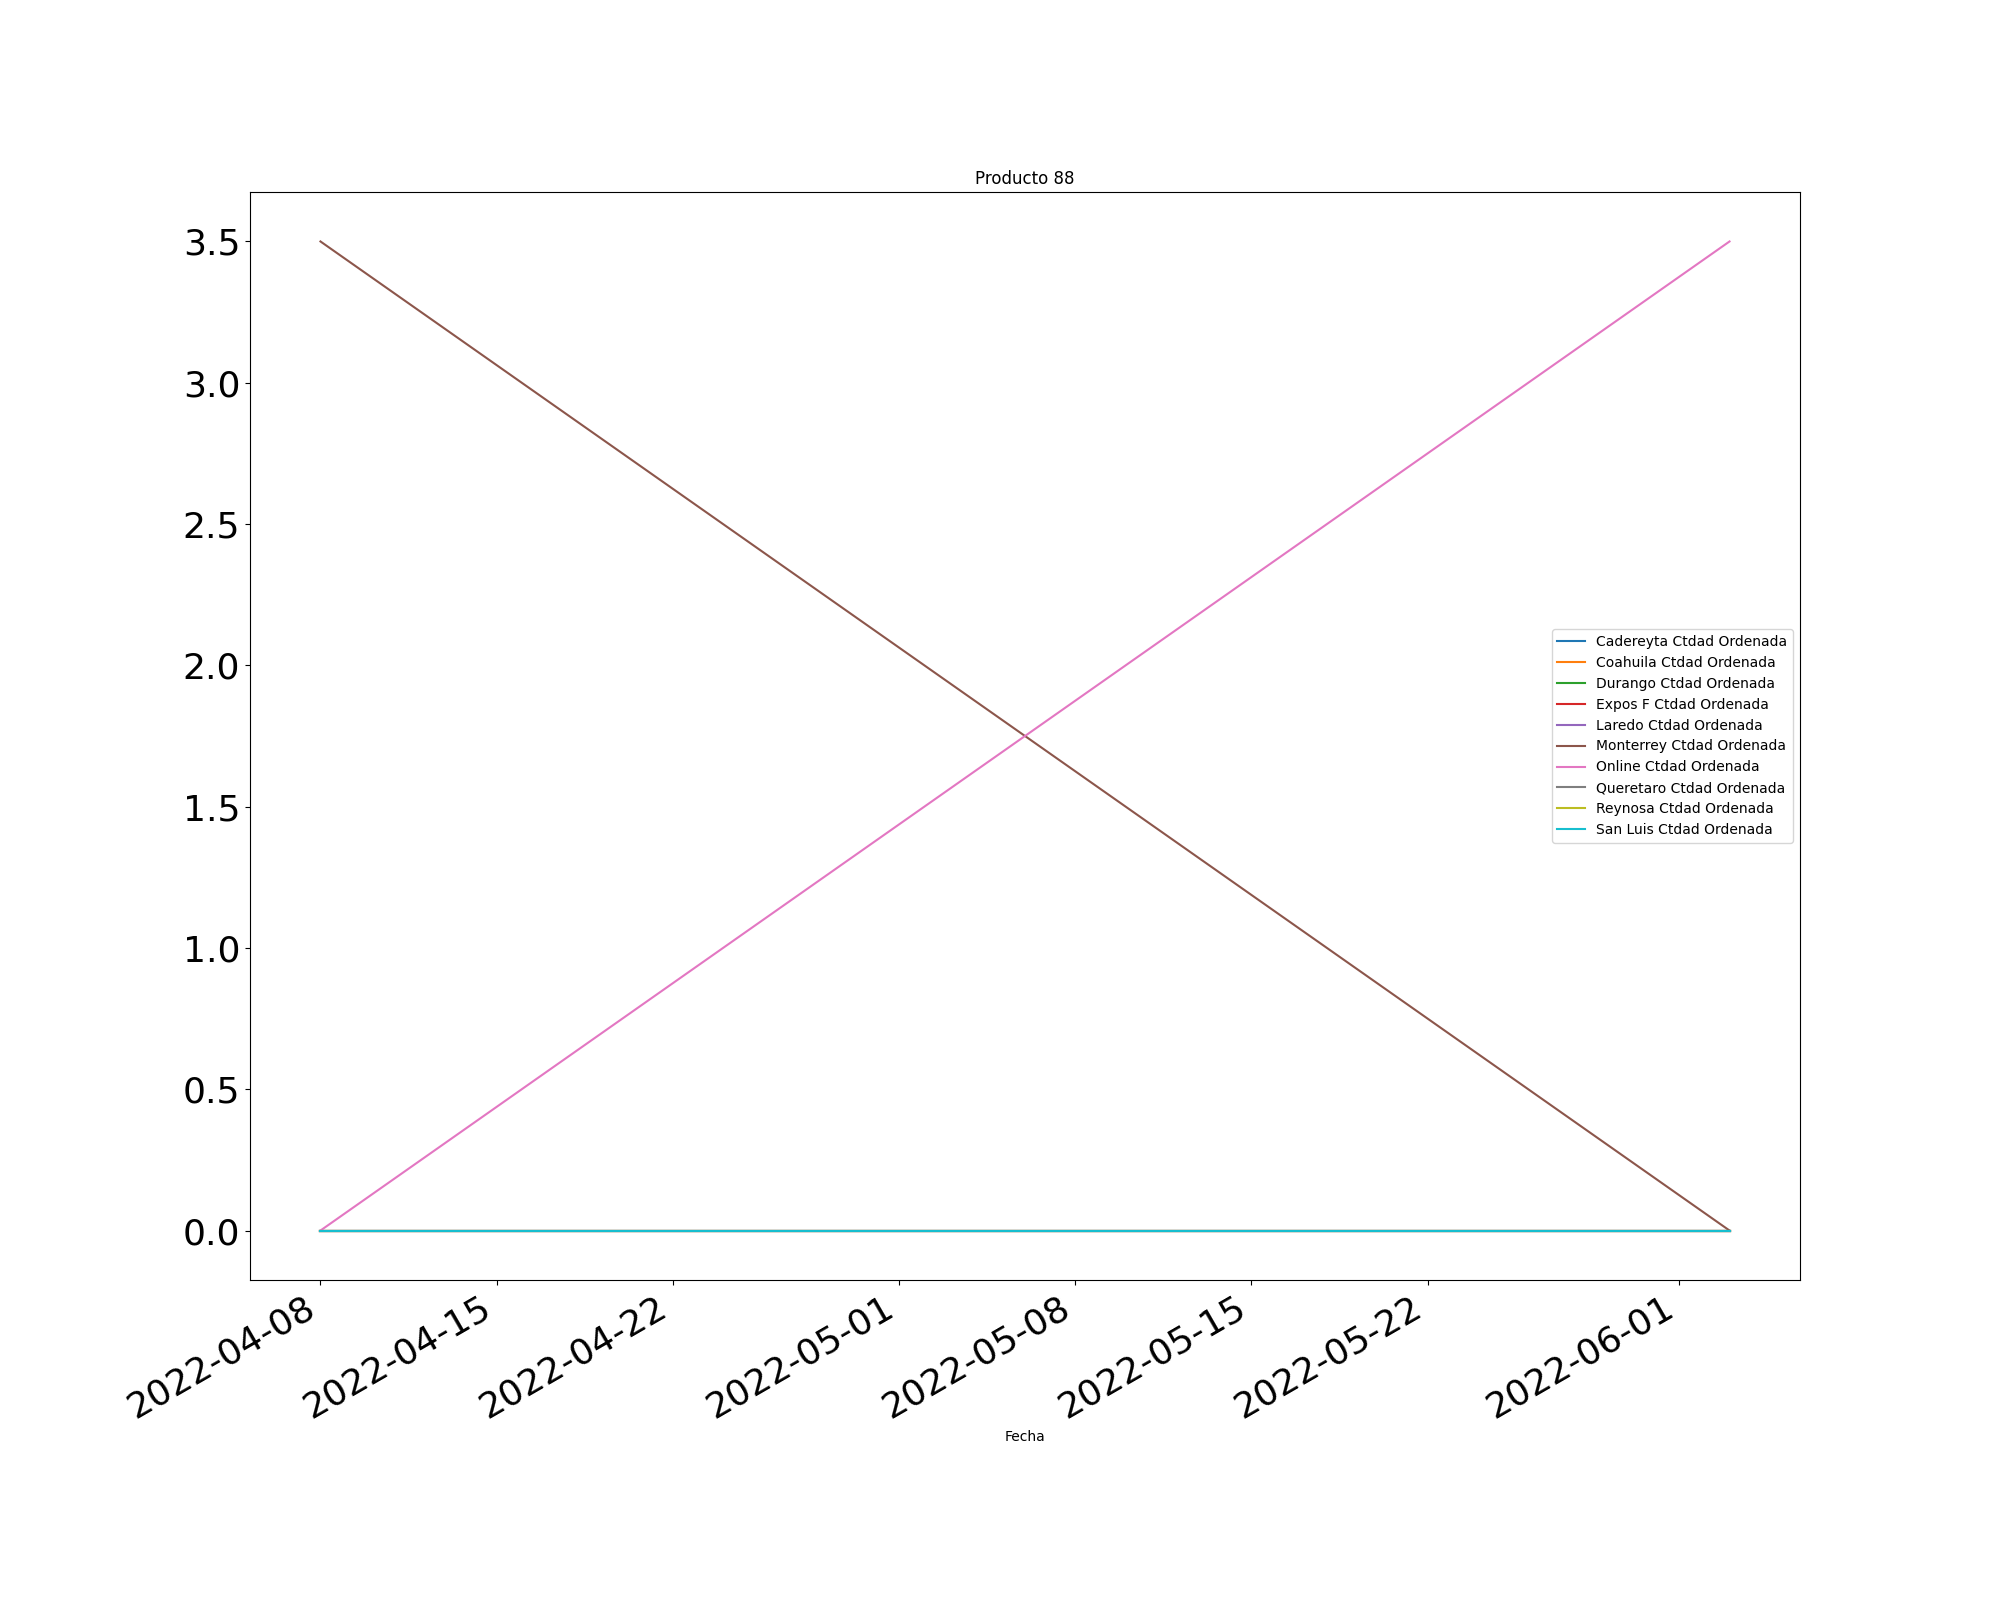 Producto 88
3.5
3.0
2.5
2.0
1.5
1.0
0.5
0.0
Cadereyta Ctdad Ordenada
Coahuila Ctdad Ordenada
Durango Ctdad Ordenada
Expos F Ctdad Ordenada
Laredo Ctdad Ordenada
Monterrey Ctdad Ordenada
Online Ctdad Ordenada
Queretaro Ctdad Ordenada
Reynosa Ctdad Ordenada
San Luis Ctdad Ordenada
2022-04-08
2022-04-15
2022-04-22
2022-05-01
2022-05-08
2022-05-15
2022-05-22
2022-06-01
Fecha